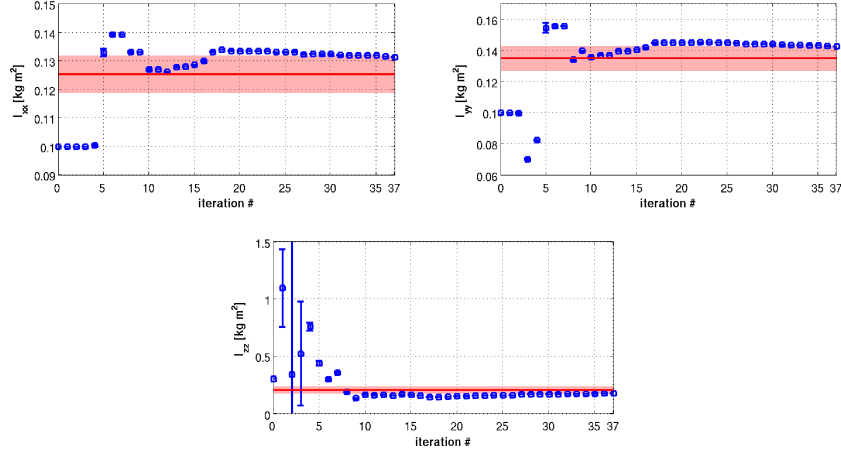 0.15
0.14
0.13
0.12
0.11
0.1
0.09
I_xx [kg m²]
0 5 10 15 20 25 30 35 37
iteration #
0.16
0.14
0.12
0.1
0.08
0.06
I_yy [kg m²]
0 5 10 15 20 25 30 35 37
iteration #
1.5
1
0.5
0
I_zz [kg m²]
0 5 10 15 20 25 30 35 37
iteration #